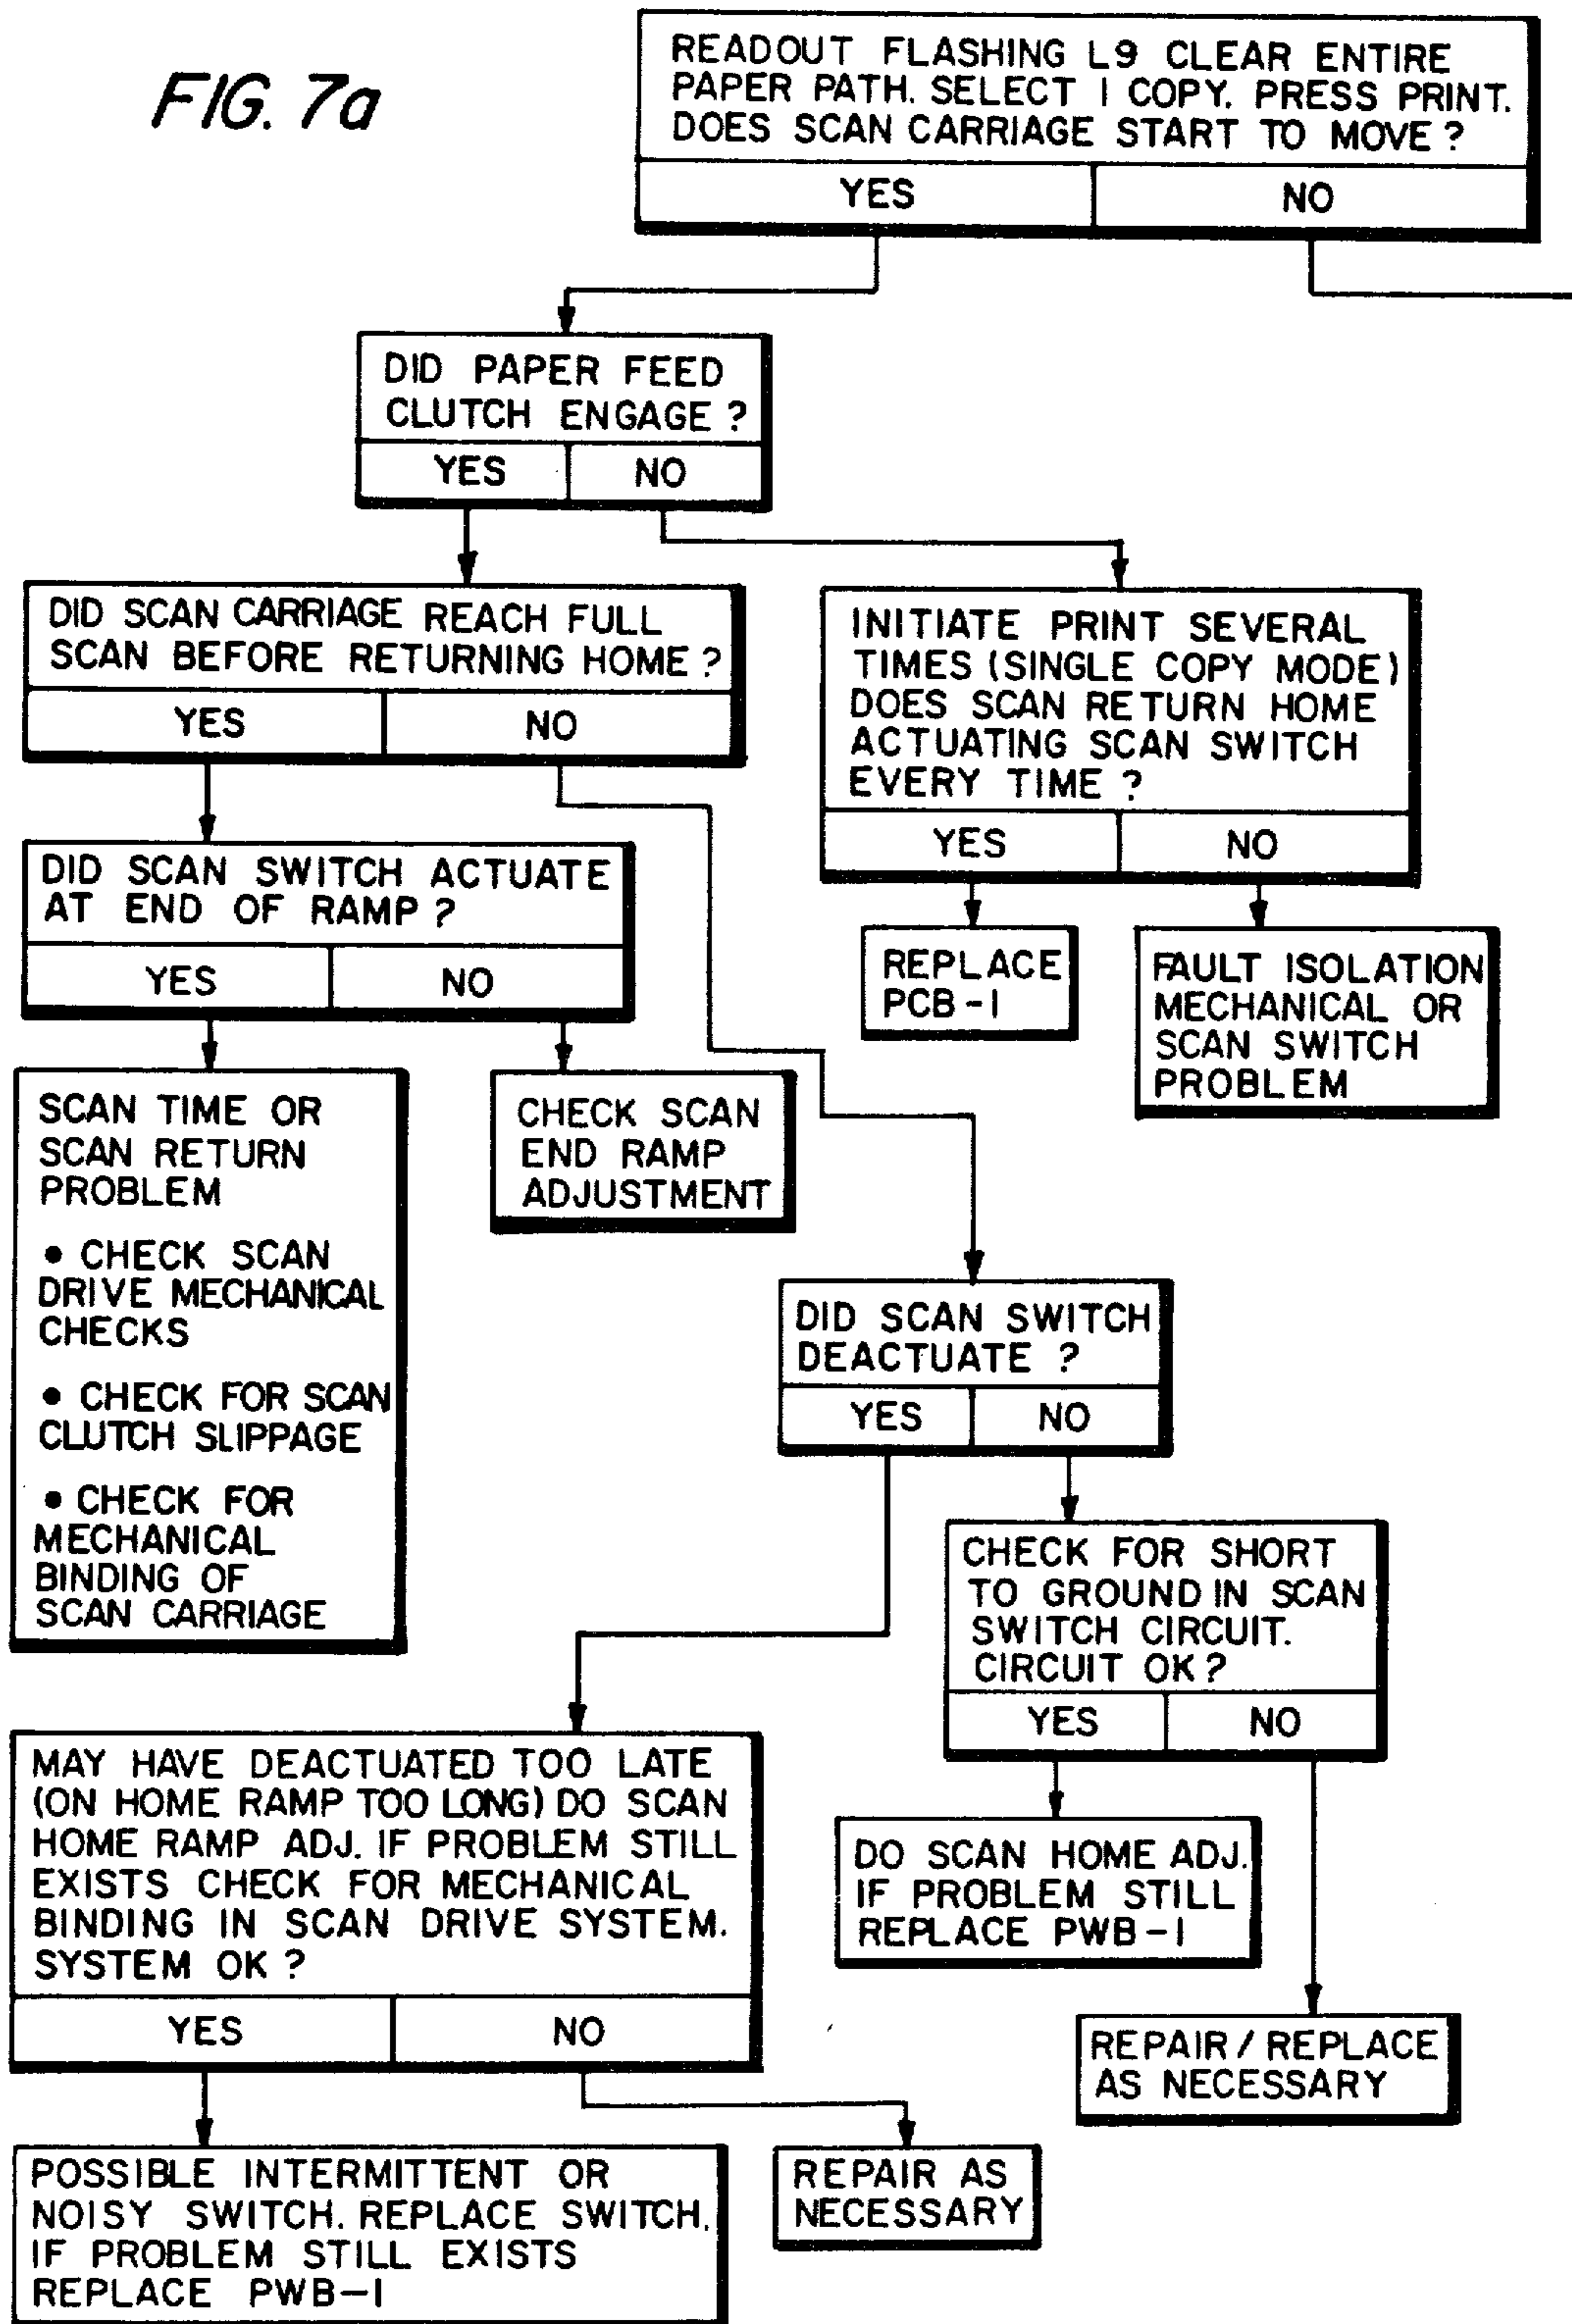 FIG. 7a
READOUT FLASHING L9 CLEAR ENTIRE
PAPER PATH. SELECT 1 COPY. PRESS PRINT.
DOES SCAN CARRIAGE START TO MOVE?
YES
NO
DID PAPER FEED
CLUTCH ENGAGE?
YES
NO
DID SCAN CARRIAGE REACH FULL
SCAN BEFORE RETURNING HOME?
YES
NO
INITIATE PRINT SEVERAL
TIMES (SINGLE COPY MODE)
DOES SCAN RETURN HOME
ACTUATING SCAN SWITCH
EVERY TIME?
YES
NO
DID SCAN SWITCH ACTUATE
AT END OF RAMP?
YES
NO
REPLACE
PCB-1
FAULT ISOLATION
MECHANICAL OR
SCAN SWITCH
PROBLEM
SCAN TIME OR
SCAN RETURN
PROBLEM
• CHECK SCAN
DRIVE MECHANICAL
CHECKS
• CHECK FOR SCAN
CLUTCH SLIPPAGE
• CHECK FOR
MECHANICAL
BINDING OF
SCAN CARRIAGE
CHECK SCAN
END RAMP
ADJUSTMENT
DID SCAN SWITCH
DEACTUATE ?
YES
NO
CHECK FOR SHORT
TO GROUND IN SCAN
SWITCH CIRCUIT.
CIRCUIT OK?
YES
NO
MAY HAVE DEACTUATED TOO LATE
(ON HOME RAMP TOO LONG) DO SCAN
HOME RAMP ADJ. IF PROBLEM STILL
EXISTS CHECK FOR MECHANICAL
BINDING IN SCAN DRIVE SYSTEM.
SYSTEM OK?
YES
NO
DO SCAN HOME ADJ.
IF PROBLEM STILL
REPLACE PWB-1
REPAIR / REPLACE
AS NECESSARY
POSSIBLE INTERMITTENT OR
NOISY SWITCH. REPLACE SWITCH.
IF PROBLEM STILL EXISTS
REPLACE PWB-1
REPAIR AS
NECESSARY